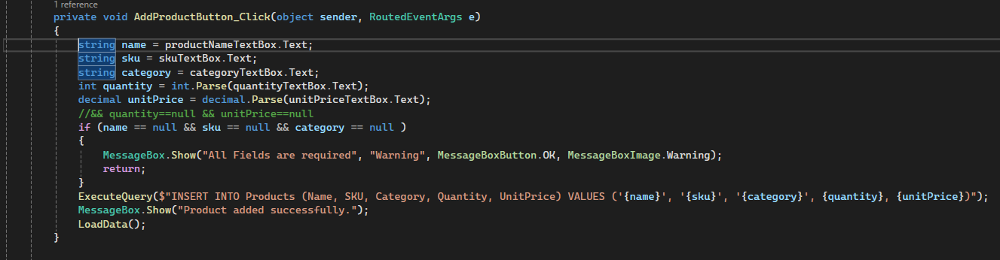 1 reference
private void AddProductButton_Click(object sender, RoutedEventArgs e)
{
string name = productNameTextBox.Text;
string sku = skuTextBox.Text;
string category = categoryTextBox.Text;
int quantity = int.Parse(quantityTextBox.Text);
decimal unitPrice = decimal.Parse(unitPriceTextBox.Text);
//&& quantity==null && unitPrice==null
if (name == null && sku == null && category == null )
{
MessageBox.Show("All Fields are required", "Warning", MessageBoxButton.OK, MessageBoxImage.Warning);
return;
}
ExecuteQuery($"INSERT INTO Products (Name, SKU, Category, Quantity, UnitPrice) VALUES ('{name}', '{sku}', '{category}', {quantity}, {unitPrice})");
MessageBox.Show("Product added successfully.");
LoadData();
}